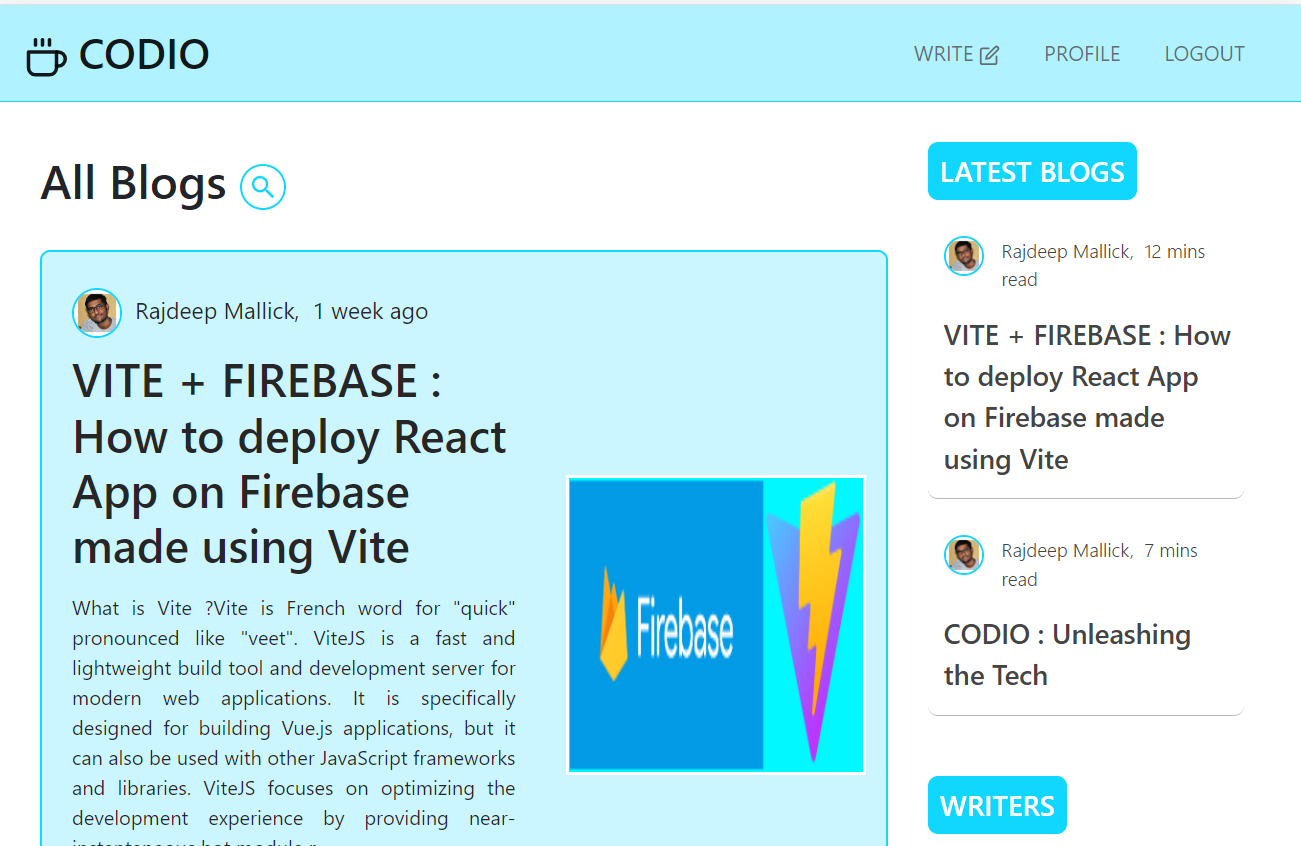 CODIO
WRITE
PROFILE
LOGOUT
All Blogs
Rajdeep Mallick, 1 week ago
VITE + FIREBASE :
How to deploy React
App on Firebase
made using Vite
What is Vite ?Vite is French word for "quick"
pronounced like "veet". ViteJS is a fast and
lightweight build tool and development server for
modern web applications. It is specifically
designed for building Vue.js applications, but it
can also be used with other JavaScript frameworks
and libraries. ViteJS focuses on optimizing the
development experience by providing near-
Firebase
LATEST BLOGS
Rajdeep Mallick, 12 mins
read
VITE + FIREBASE : How
to deploy React App
on Firebase made
using Vite
Rajdeep Mallick, 7 mins
read
CODIO : Unleashing
the Tech
WRITERS